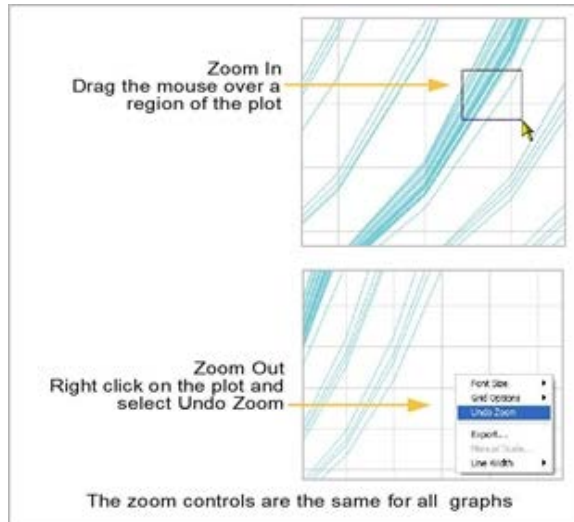 Zoom In
Drag the mouse over a
region of the plot
Zoom Out
Right click on the plot and
select Undo Zoom
Font Size
Grid Options
Undo Zoom
Export...
Manual Scale...
Line Width
The zoom controls are the same for all graphs